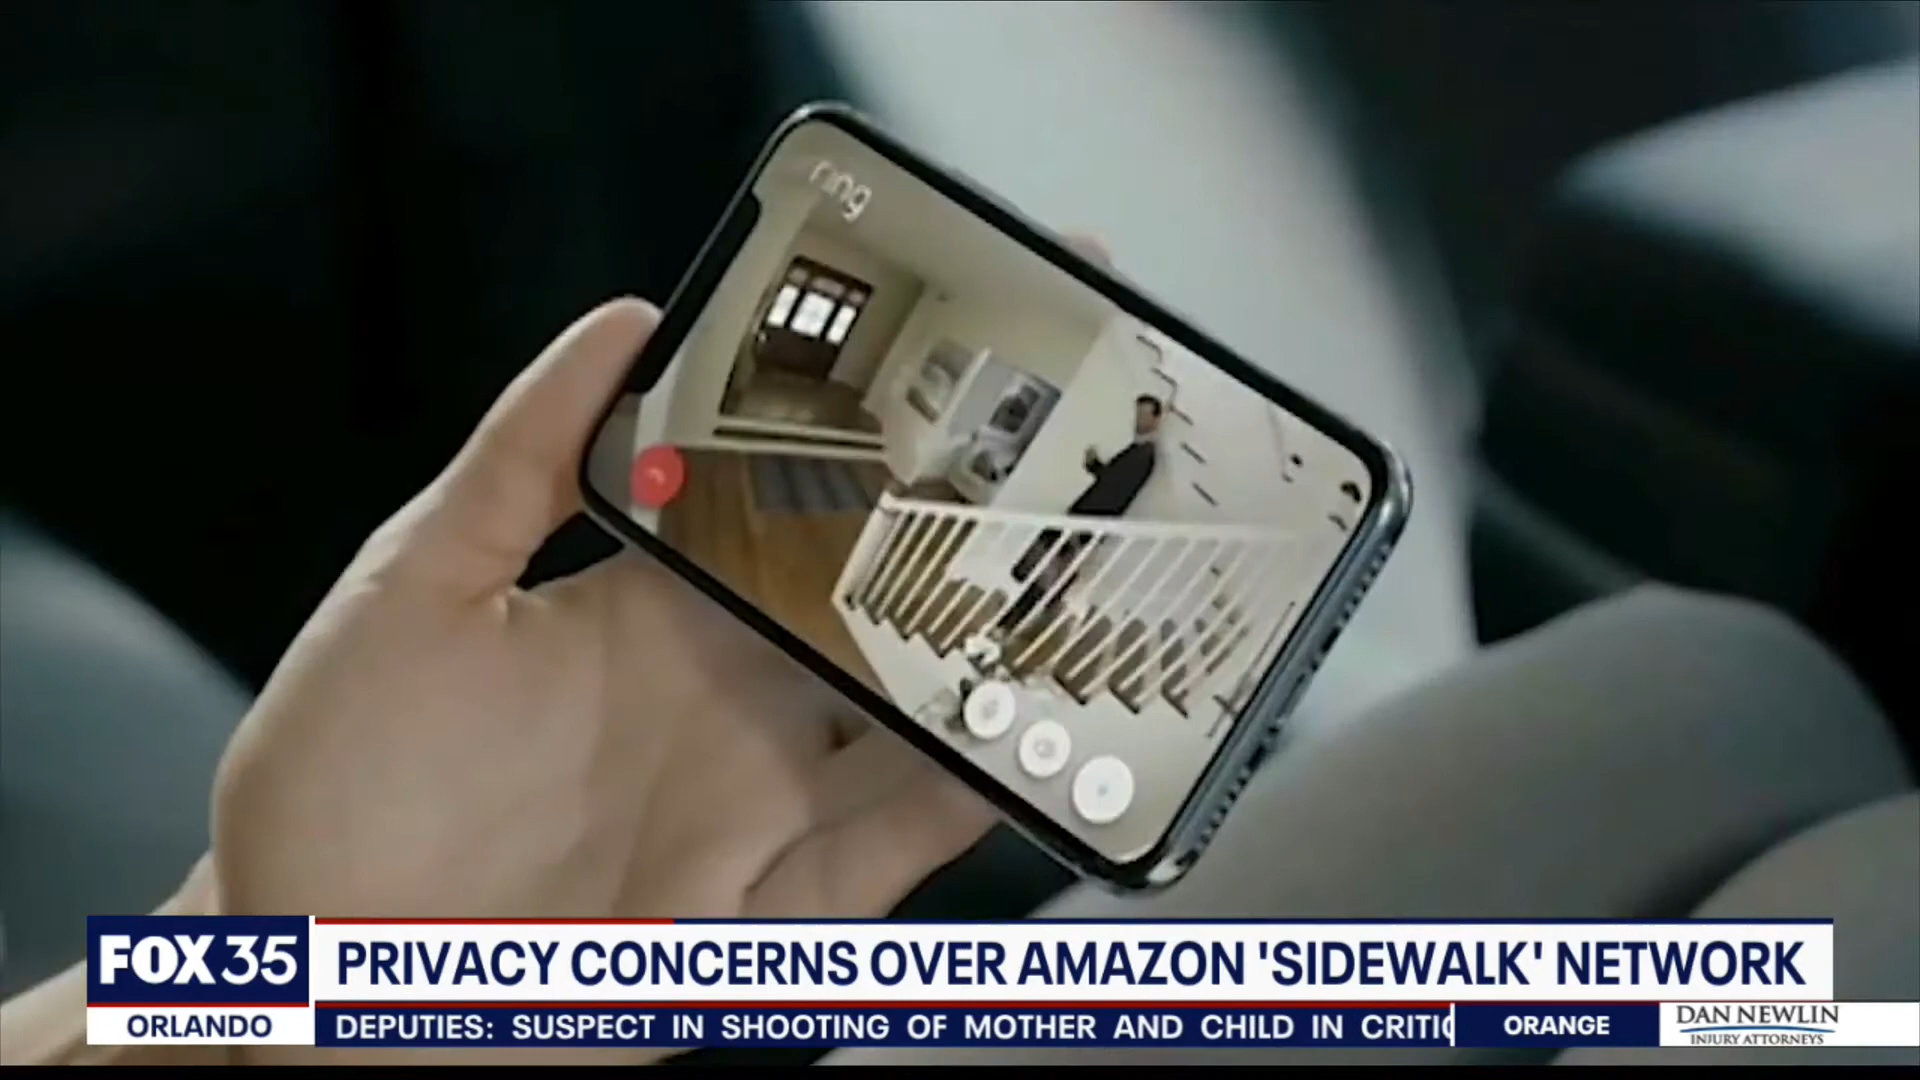 ring
FOX 35
PRIVACY CONCERNS OVER AMAZON 'SIDEWALK' NETWORK
ORLANDO
DEPUTIES: SUSPECT IN SHOOTING OF MOTHER AND CHILD IN CRITIC
ORANGE
DAN NEWLIN
INJURY ATTORNEYS